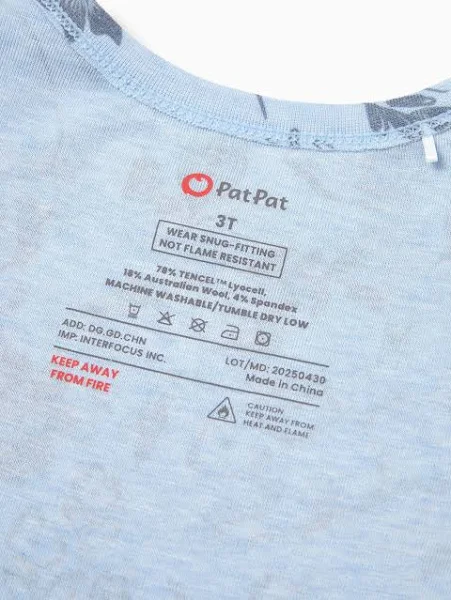 PatPat
3T
WEAR SNUG-FITTING
NOT FLAME RESISTANT
78% TENCEL™ Lyocell,
18% Australian Wool, 4% Spandex
MACHINE WASHABLE/TUMBLE DRY LOW
ADD: DG.GD.CHN
IMP: INTERFOCUS INC.
LOT/MD: 20250430
Made in China
KEEP AWAY
FROM FIRE
CAUTION
KEEP AWAY FROM
HEAT AND FLAME